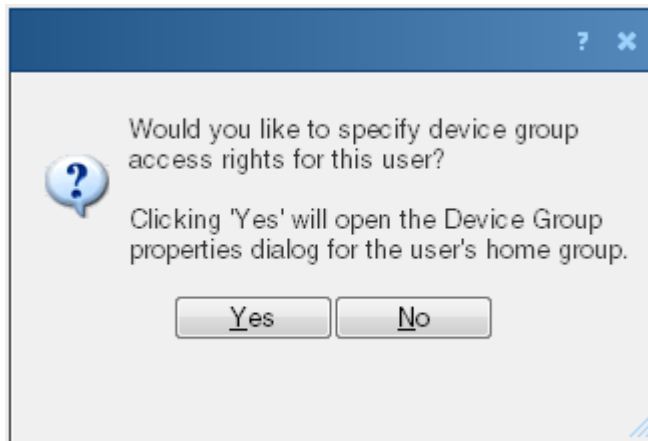 Would you like to specify device group
access rights for this user?
Clicking 'Yes' will open the Device Group
properties dialog for the user's home group.
Yes No